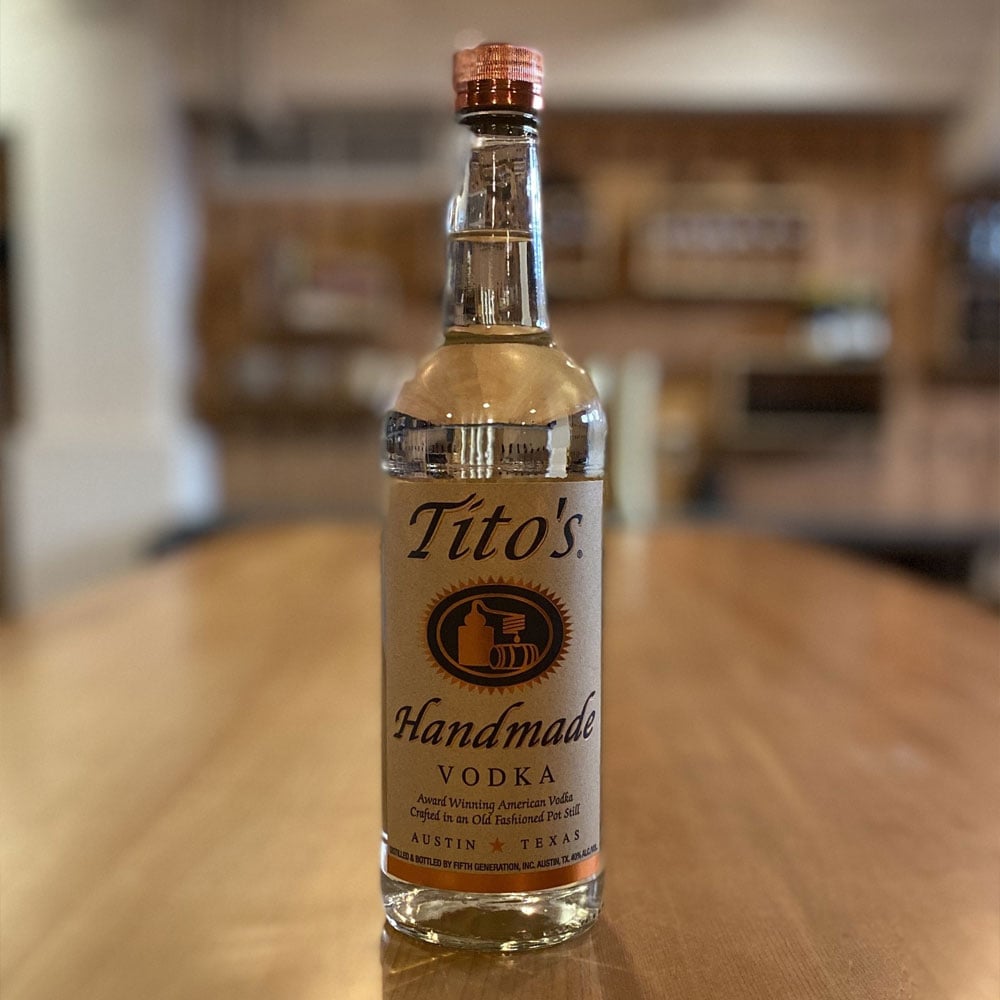 Tito's®
Handmade
VODKA
Award Winning American Vodka
Crafted in an Old Fashioned Pot Still
AUSTIN ★ TEXAS
DISTILLED & BOTTLED BY FIFTH GENERATION, INC. AUSTIN, TX. 40% ALC./VOL.